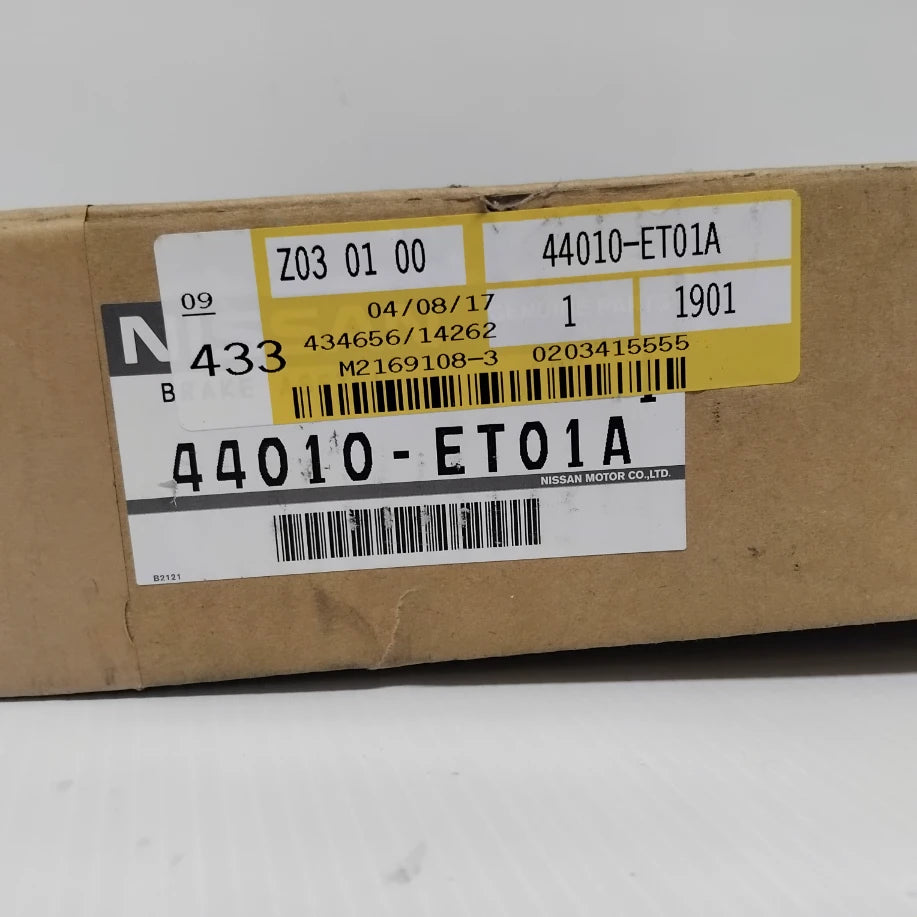 Z03 01 00
44010-ET01A
09
04/08/17
1
1901
433
434656/14262
M2169108-3
0203415555
44010-ET01A
NISSAN MOTOR CO.,LTD.
B2121